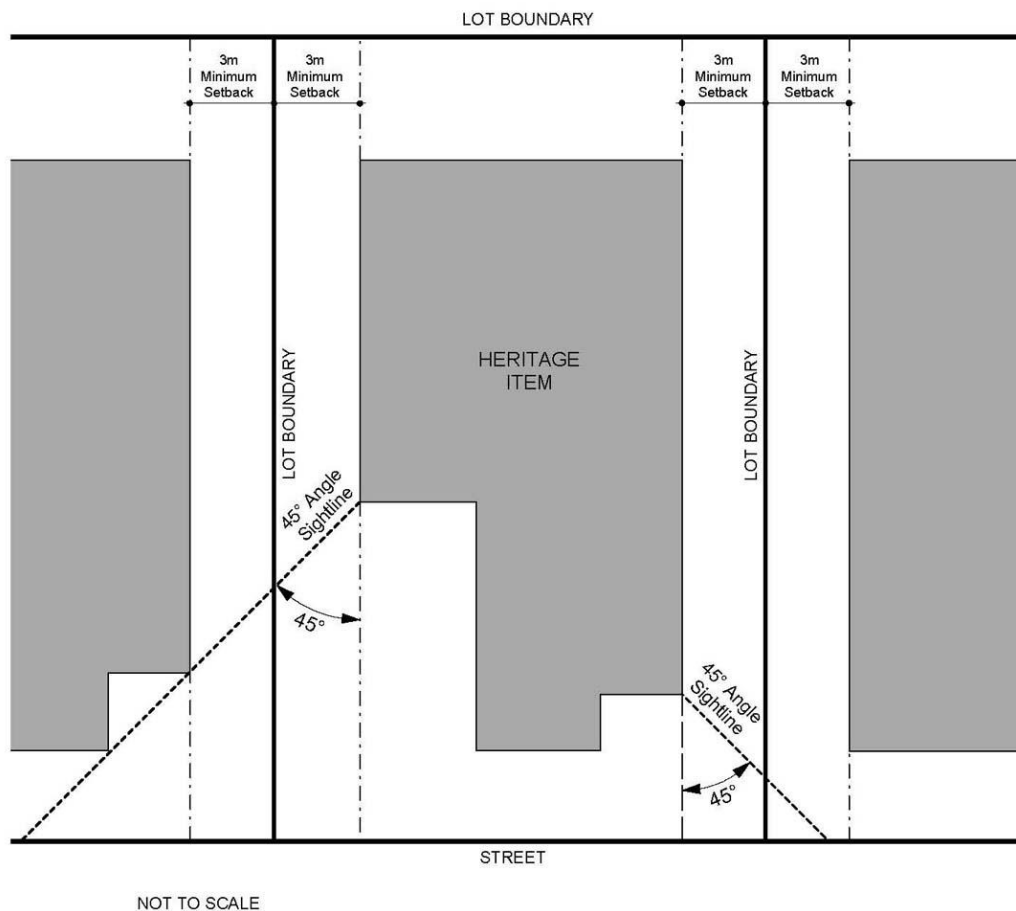 LOT BOUNDARY
3m
Minimum
Setback
3m
Minimum
Setback
3m
Minimum
Setback
3m
Minimum
Setback
HERITAGE
ITEM
LOT BOUNDARY
LOT BOUNDARY
45° Angle
Sightline
45°
45° Angle
Sightline
45°
STREET
NOT TO SCALE